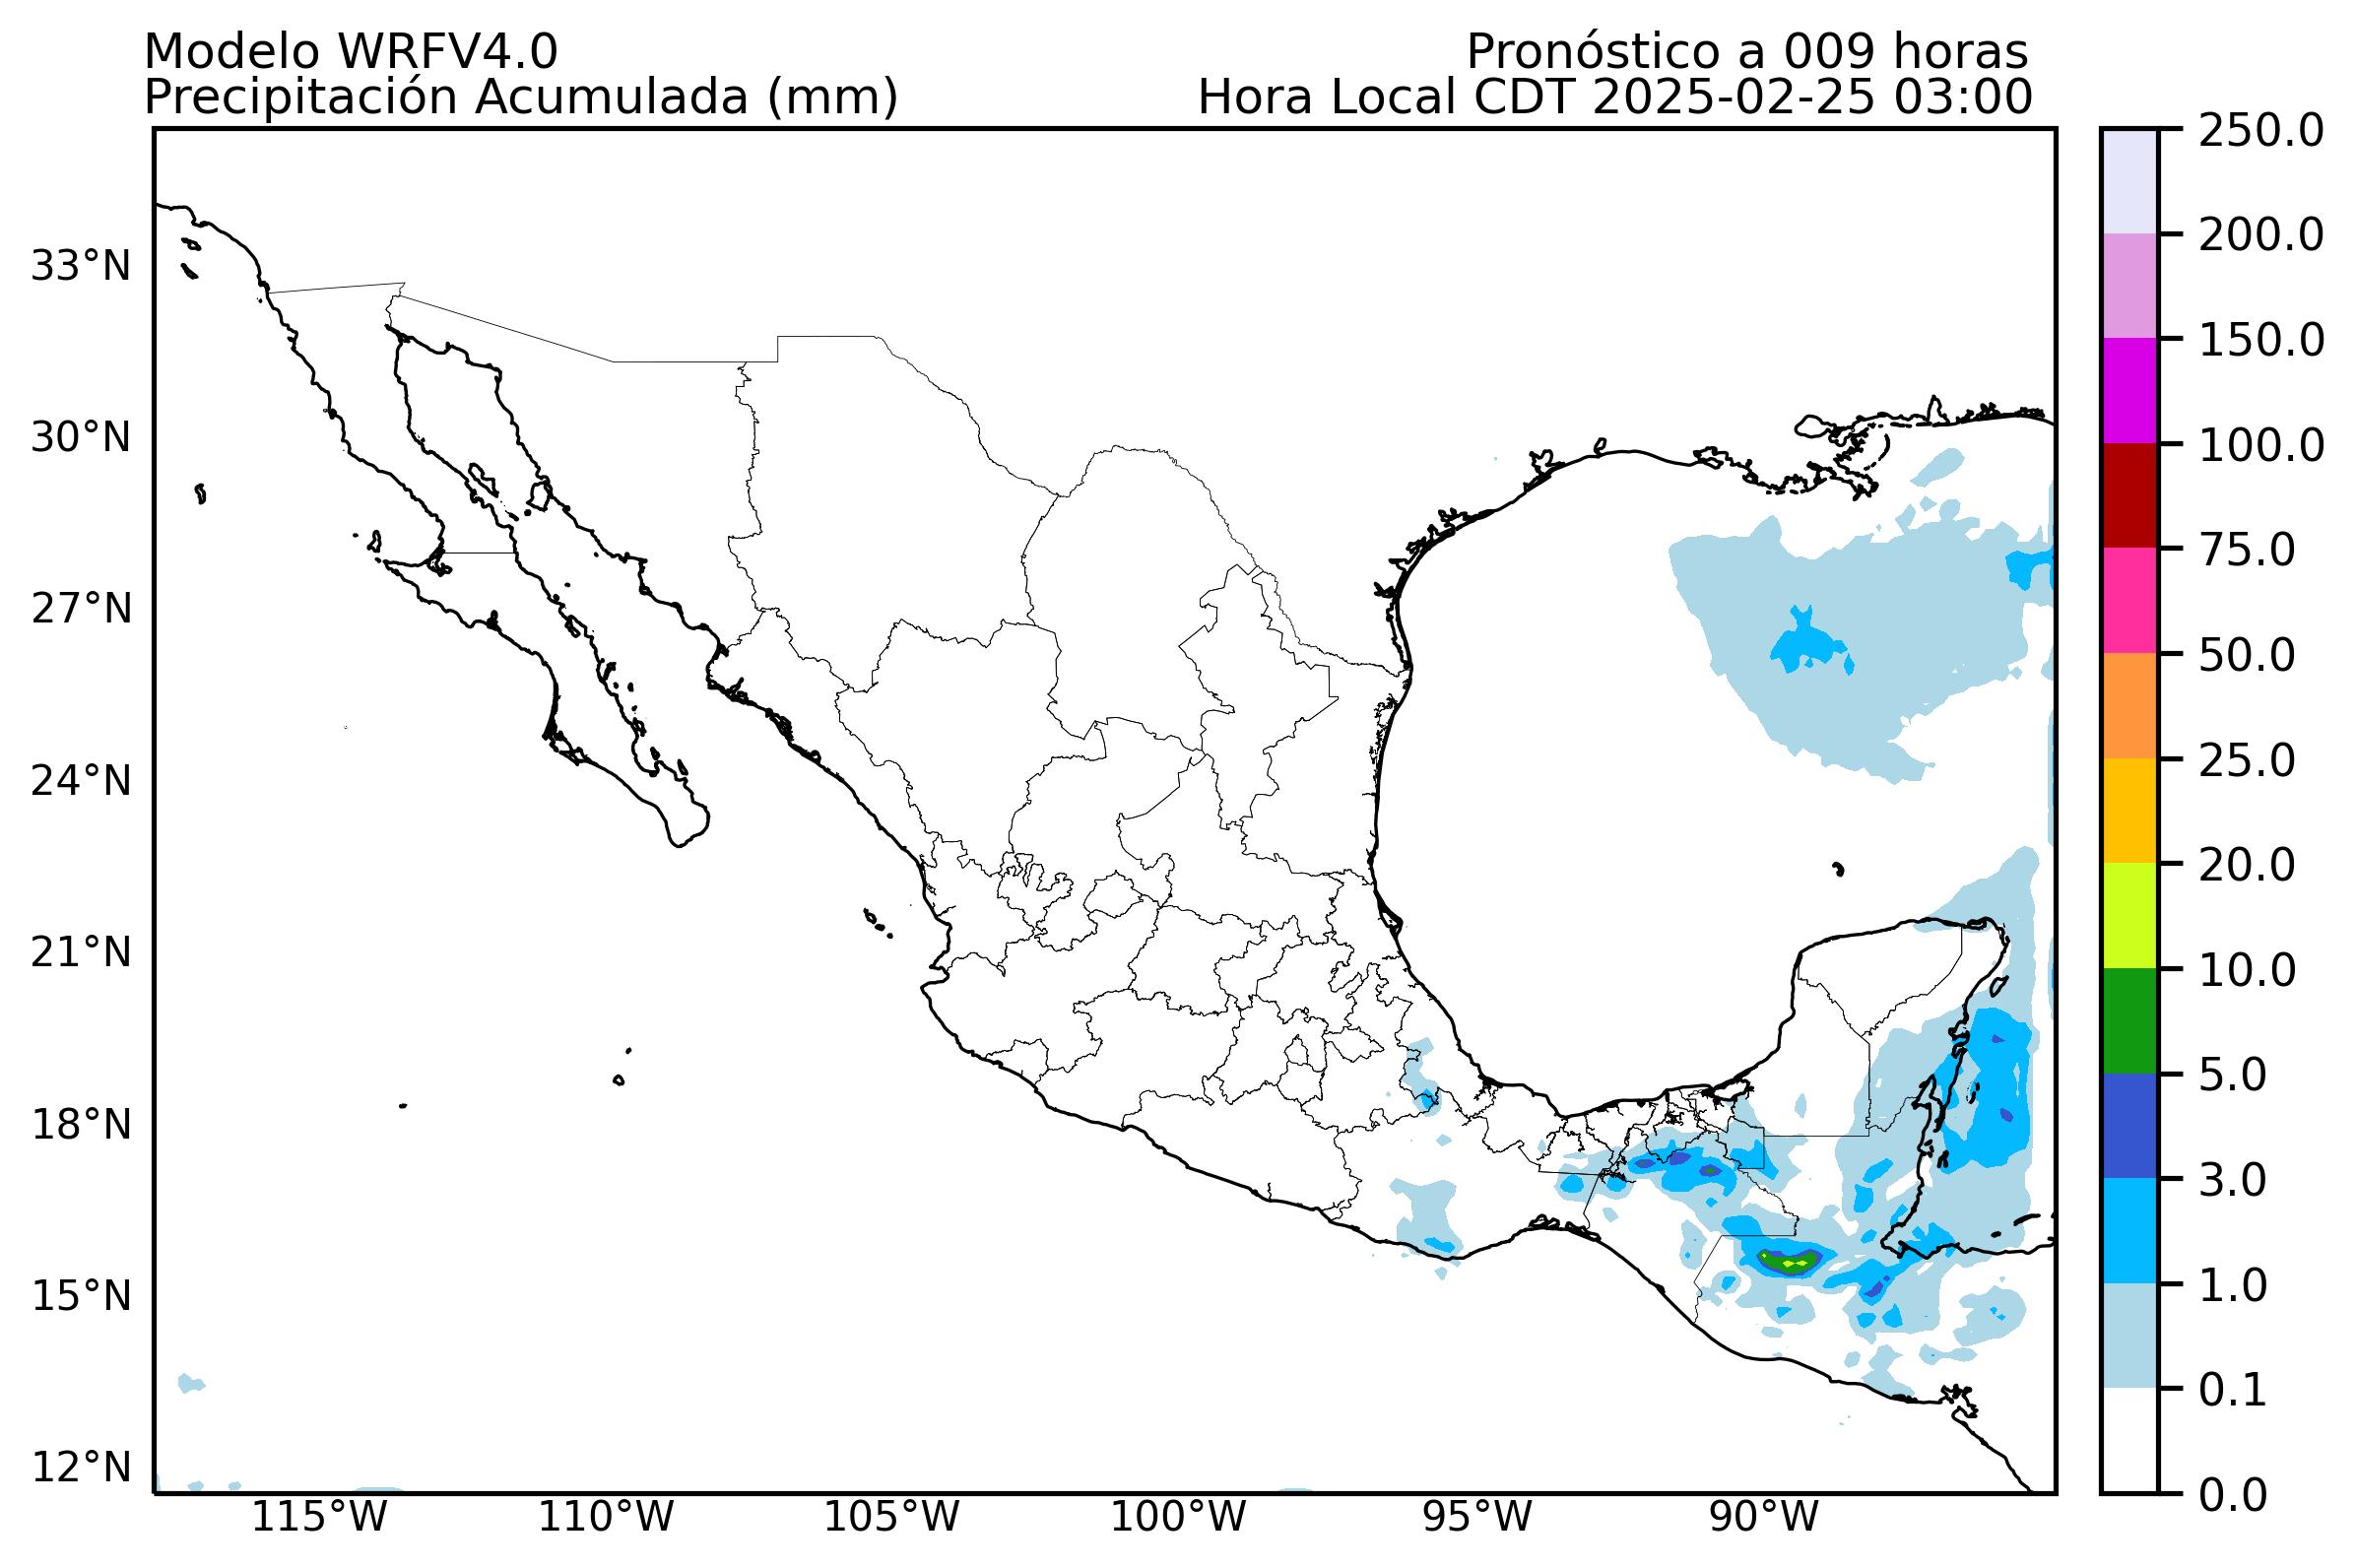 Modelo WRFV4.0
Pronóstico a 009 horas
Precipitación Acumulada (mm)
Hora Local CDT 2025-02-25 03:00
33°N
30°N
27°N
24°N
21°N
18°N
15°N
12°N
115°W
110°W
105°W
100°W
95°W
90°W
250.0
200.0
150.0
100.0
75.0
50.0
25.0
20.0
10.0
5.0
3.0
1.0
0.1
0.0